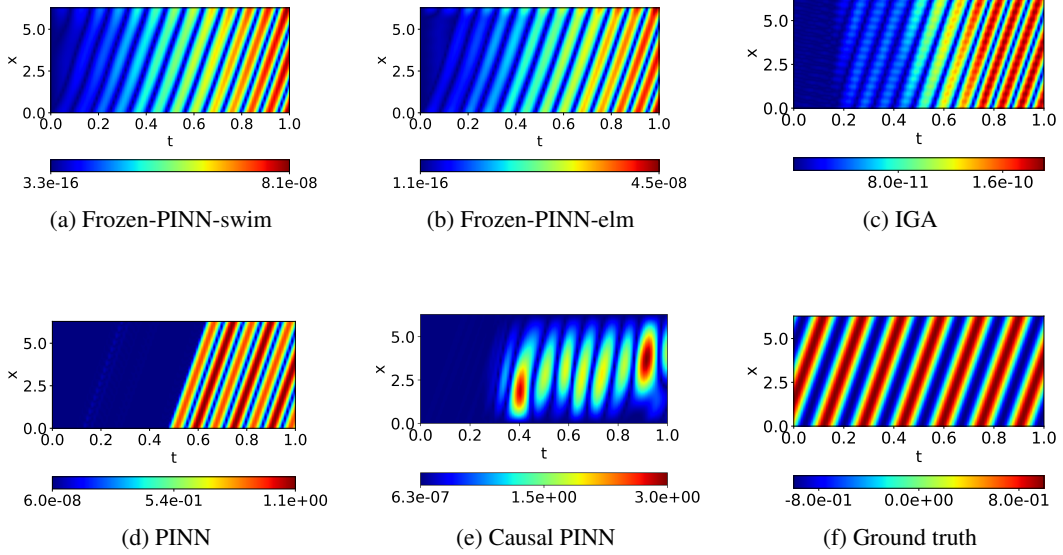 5.0
x
2.5
0.0
0.0 0.2 0.4 0.6 0.8 1.0
t
3.3e-16 8.1e-08
(a) Frozen-PINN-swim
5.0
x
2.5
0.0
0.0 0.2 0.4 0.6 0.8 1.0
t
1.1e-16 4.5e-08
(b) Frozen-PINN-elm
5.0
x
2.5
0.0
0.0 0.2 0.4 0.6 0.8 1.0
t
8.0e-11 1.6e-10
(c) IGA
5.0
x
2.5
0.0
0.0 0.2 0.4 0.6 0.8 1.0
t
6.0e-08 5.4e-01 1.1e+00
(d) PINN
5.0
x
2.5
0.0
0.0 0.2 0.4 0.6 0.8 1.0
t
6.3e-07 1.5e+00 3.0e+00
(e) Causal PINN
5.0
x
2.5
0.0
0.0 0.2 0.4 0.6 0.8 1.0
t
-8.0e-01 0.0e+00 8.0e-01
(f) Ground truth